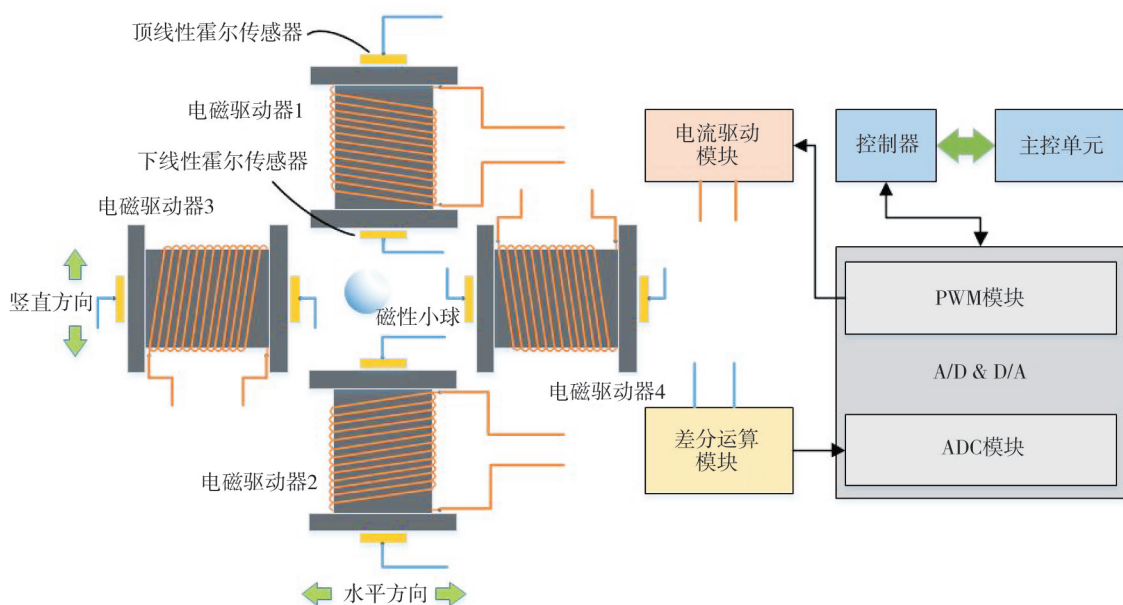 顶线性霍尔传感器
电磁驱动器1
下线性霍尔传感器
电磁驱动器3
竖直方向
磁性小球
电磁驱动器4
电磁驱动器2
水平方向
电流驱动
模块
控制器
主控单元
PWM模块
A/D & D/A
差分运算
模块
ADC模块